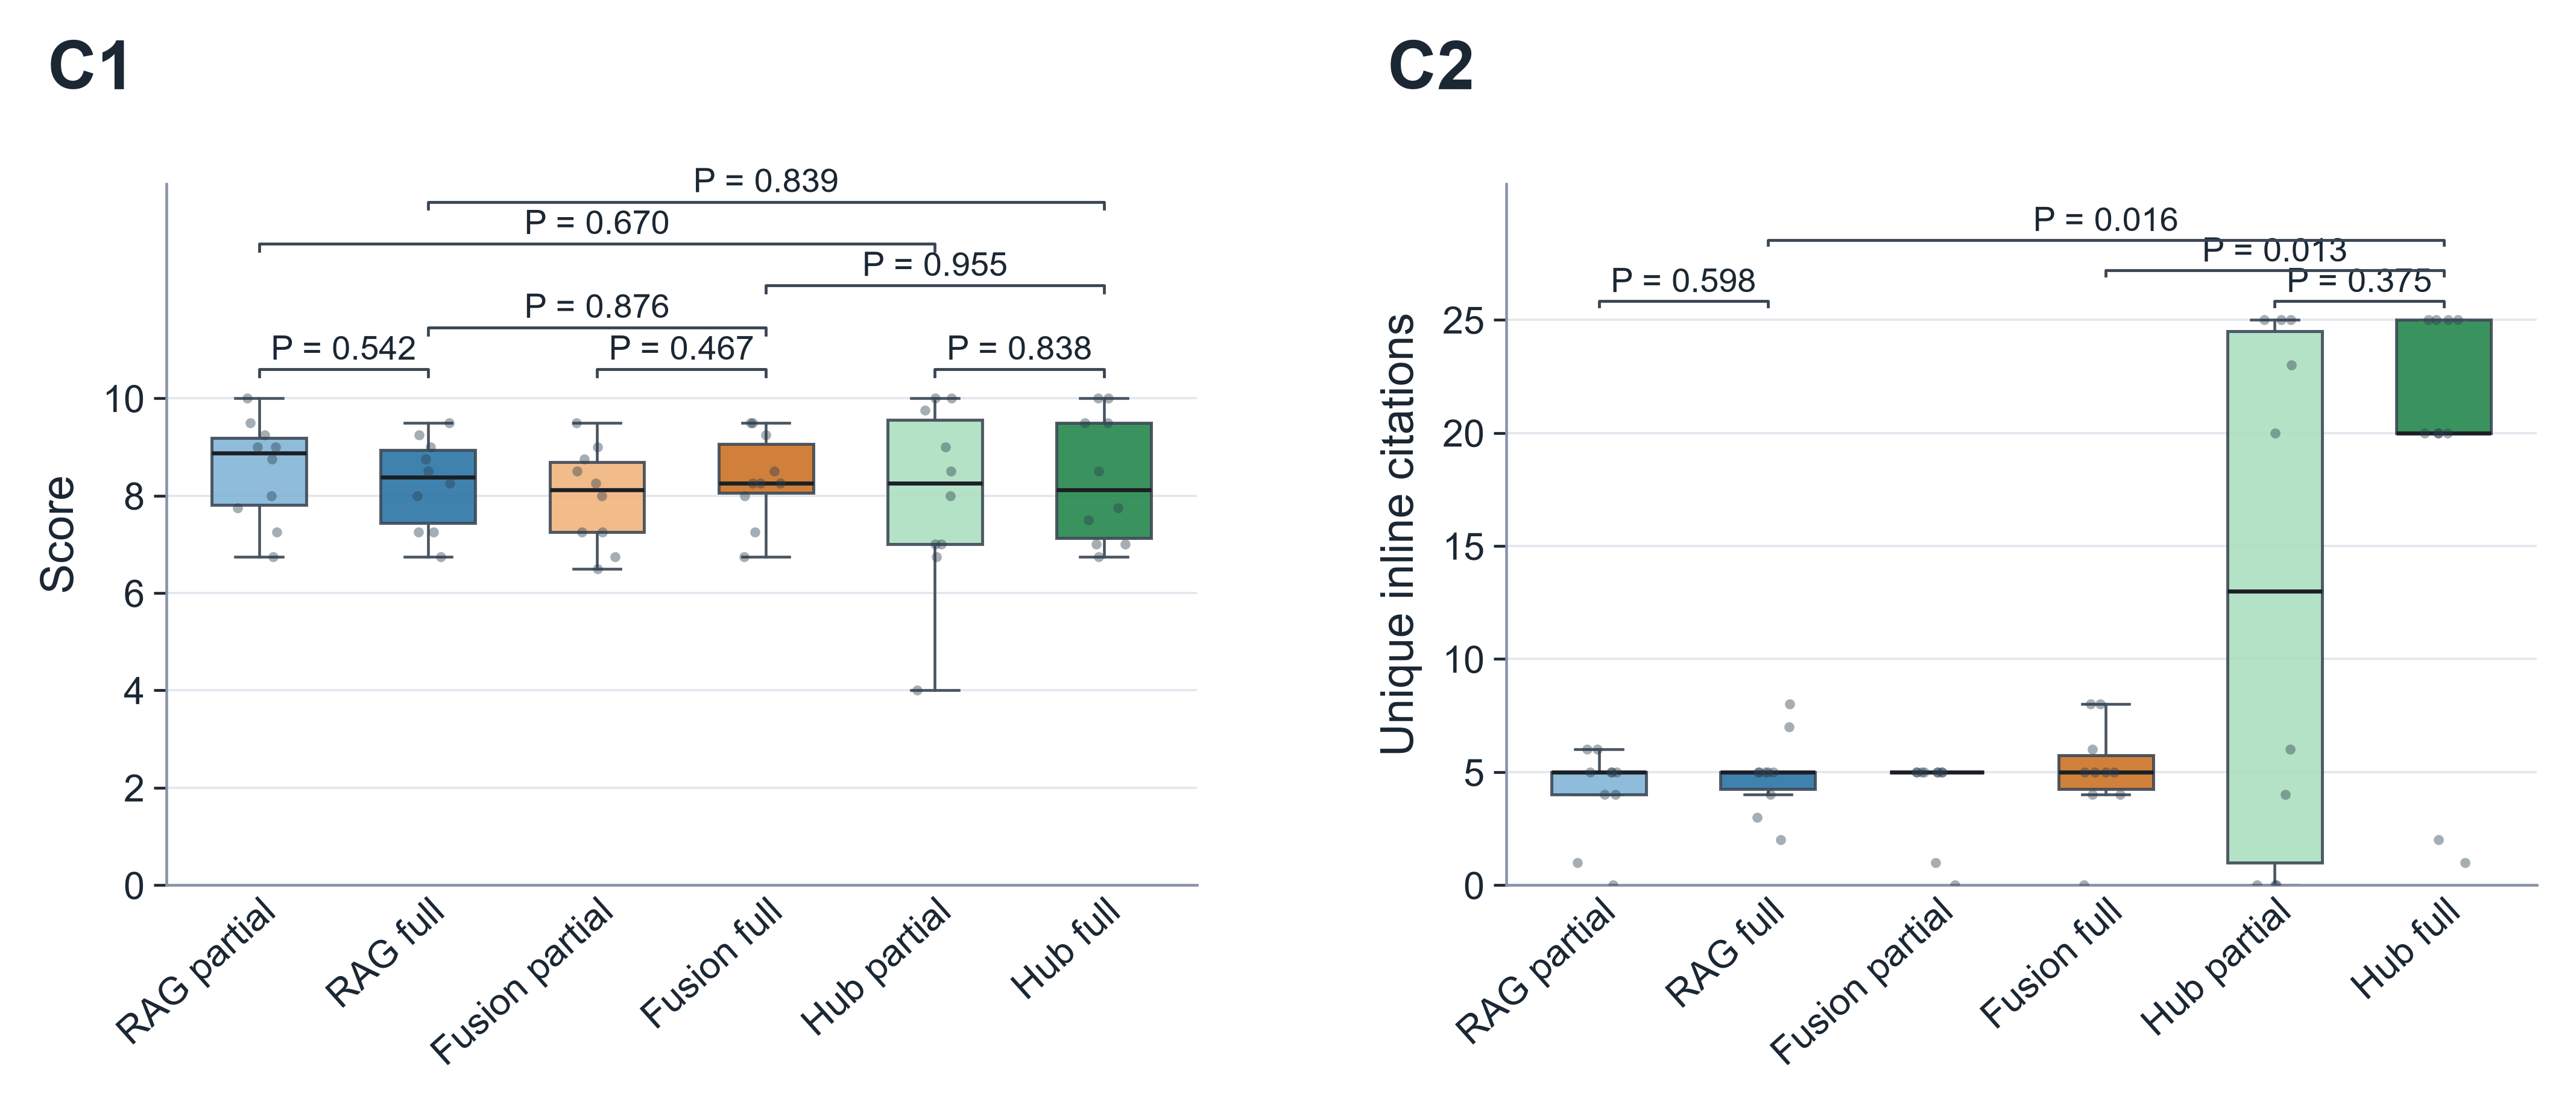 C1
P = 0.839
P = 0.670
P = 0.955
P = 0.876
P = 0.542
P = 0.467
P = 0.838
Score
10
8
6
4
2
0
RAG partial
RAG full
Fusion partial
Fusion full
Hub partial
Hub full
C2
P = 0.016
P = 0.013
P = 0.598
P = 0.375
Unique inline citations
25
20
15
10
5
0
RAG partial
RAG full
Fusion partial
Fusion full
Hub partial
Hub full